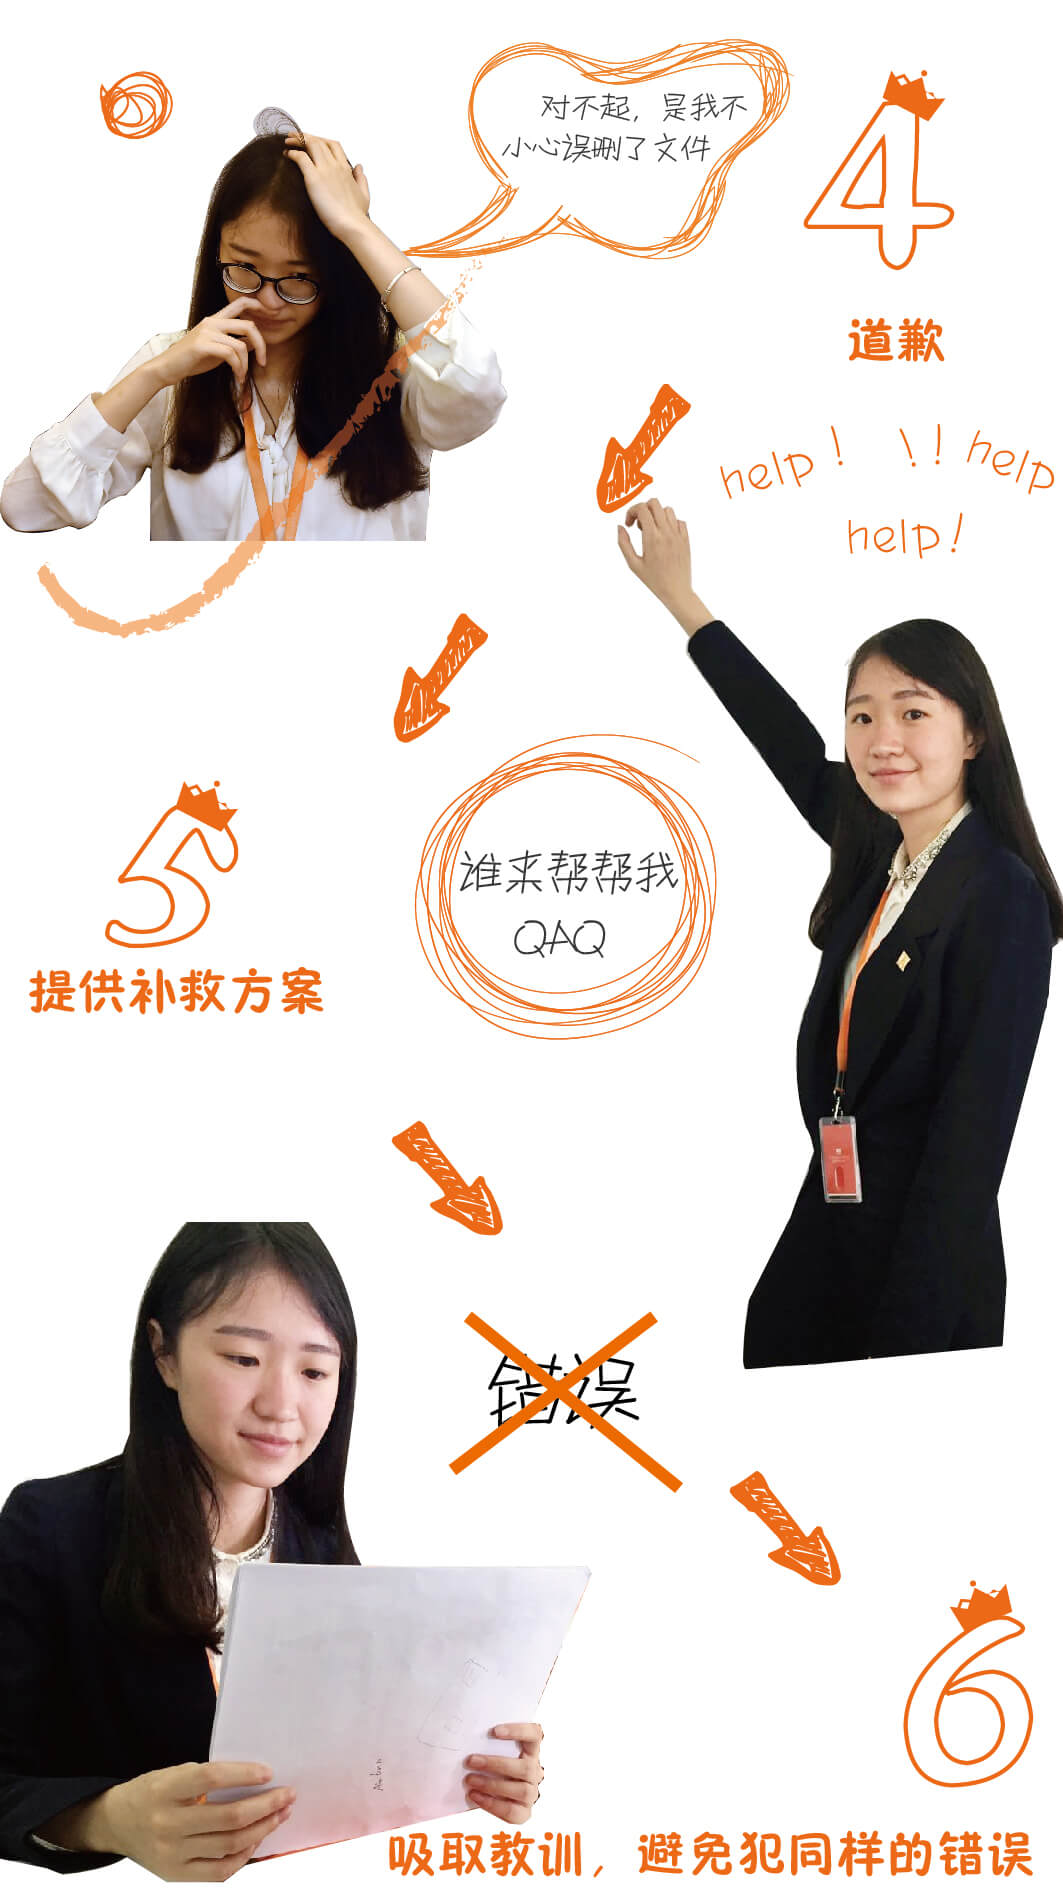 对不起，是我不
小心误删了文件
4
道歉
help！ ！！help
help！
5
提供补救方案
谁来帮帮我
QAQ
错误
6
吸取教训，避免犯同样的错误